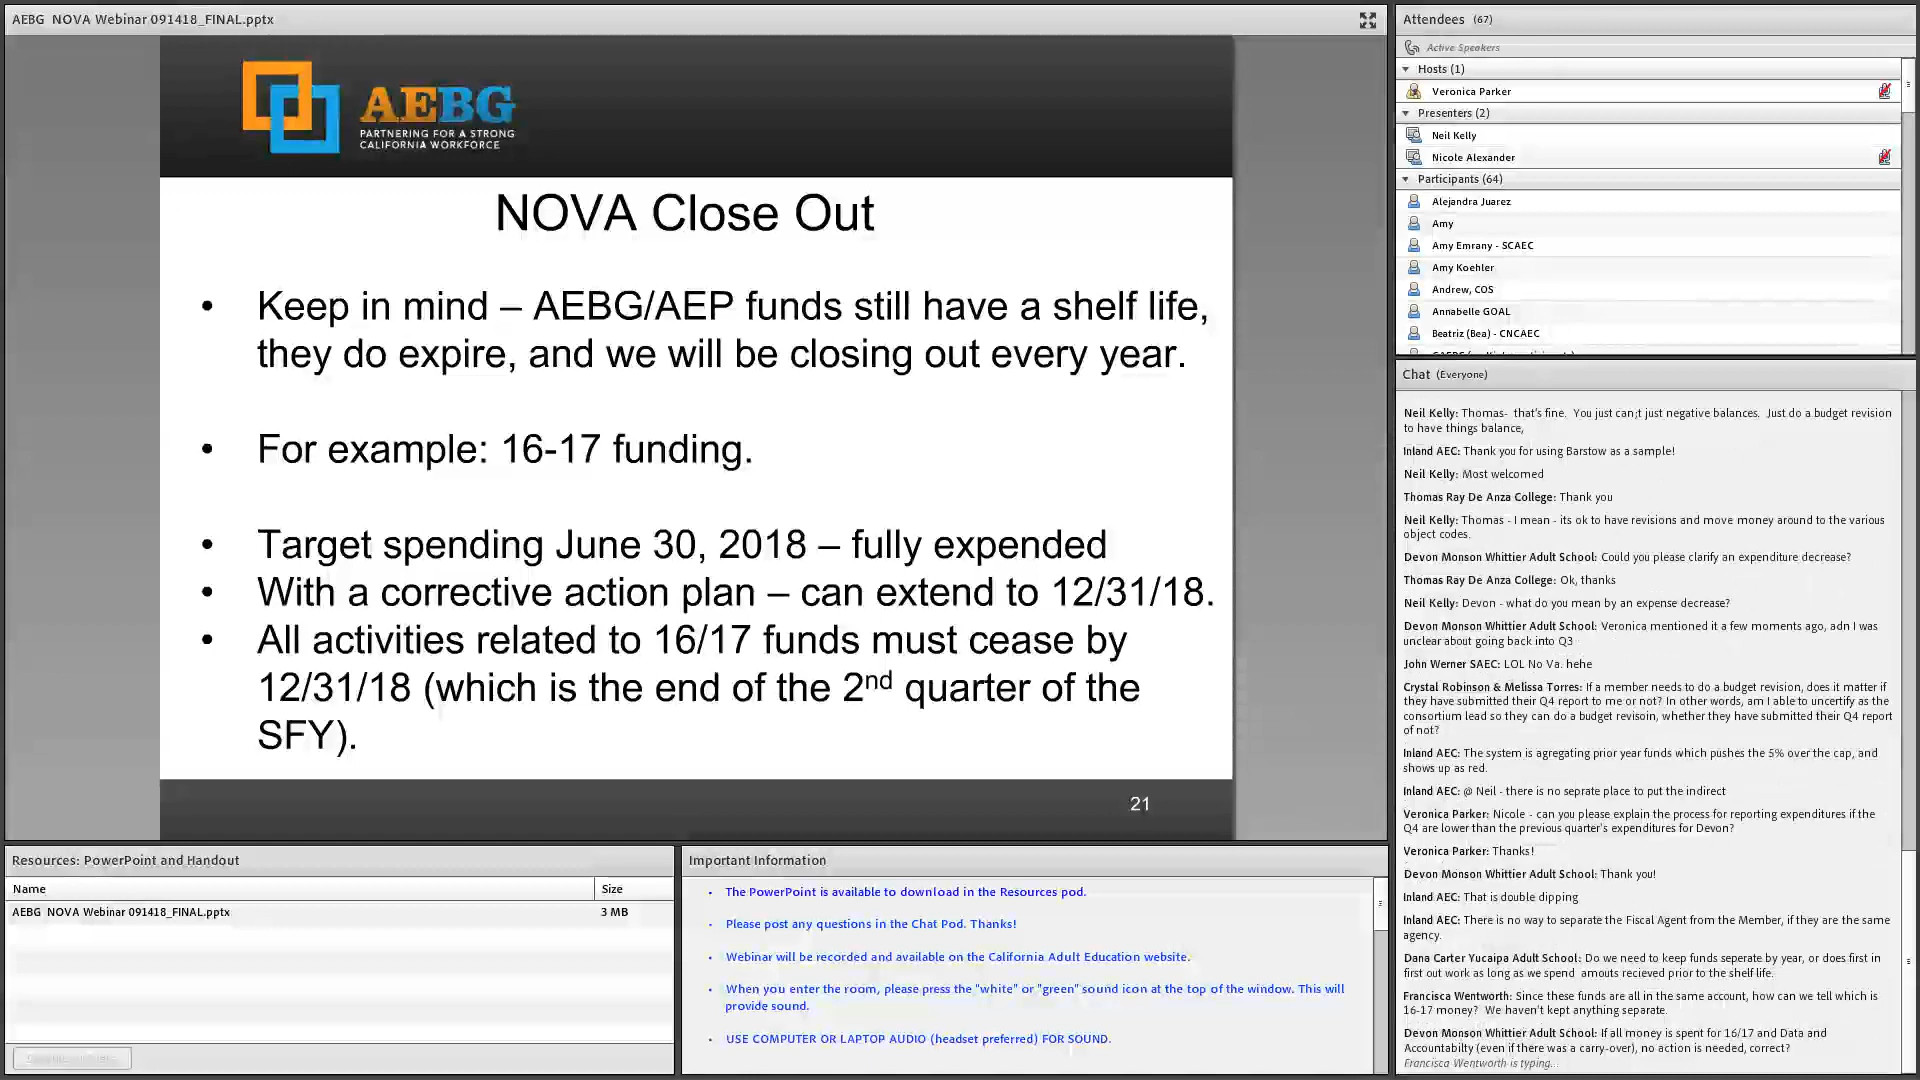 AEBG NOVA Webinar 091418_FINAL.pptx
AEBG
PARTNERING FOR A STRONG
CALIFORNIA WORKFORCE
NOVA Close Out
• Keep in mind – AEBG/AEP funds still have a shelf life,
they do expire, and we will be closing out every year.
• For example: 16-17 funding.
• Target spending June 30, 2018 – fully expended
• With a corrective action plan – can extend to 12/31/18.
• All activities related to 16/17 funds must cease by
12/31/18 (which is the end of the 2nd quarter of the
SFY).
21
Resources: PowerPoint and Handout
Name Size
AEBG NOVA Webinar 091418_FINAL.pptx 3 MB
Important Information
• The PowerPoint is available to download in the Resources pod.
• Please post any questions in the Chat Pod. Thanks!
• Webinar will be recorded and available on the California Adult Education website.
• When you enter the room, please press the "white" or "green" sound icon at the top of the window. This will
provide sound.
• USE COMPUTER OR LAPTOP AUDIO (headset preferred) FOR SOUND.
Attendees (67)
Active Speakers
Hosts (1)
Veronica Parker
Presenters (2)
Neil Kelly
Nicole Alexander
Participants (64)
Alejandra Juarez
Amy
Amy Emrany - SCAEC
Amy Koehler
Andrew, COS
Annabelle GOAL
Beatriz (Bea) - CNCAEC
Chat (Everyone)
Neil Kelly: Thomas- that's fine. You just can;t just negative balances. Just do a budget revision
to have things balance,
Inland AEC: Thank you for using Barstow as a sample!
Neil Kelly: Most welcomed
Thomas Ray De Anza College: Thank you
Neil Kelly: Thomas - I mean - its ok to have revisions and move money around to the various
object codes.
Devon Monson Whittier Adult School: Could you please clarify an expenditure decrease?
Thomas Ray De Anza College: Ok, thanks
Neil Kelly: Devon - what do you mean by an expense decrease?
Devon Monson Whittier Adult School: Veronica mentioned it a few moments ago, adn I was
unclear about going back into Q3
John Werner SAEC: LOL No Va. hehe
Crystal Robinson & Melissa Torres: If a member needs to do a budget revision, does it matter if
they have submitted their Q4 report to me or not? In other words, am I able to uncertify as the
consortium lead so they can do a budget revisoin, whether they have submitted their Q4 report
of not?
Inland AEC: The system is agregating prior year funds which pushes the 5% over the cap, and
shows up as red.
Inland AEC: @ Neil - there is no seprate place to put the indirect
Veronica Parker: Nicole - can you please explain the process for reporting expenditures if the
Q4 are lower than the previous quarter's expenditures for Devon?
Veronica Parker: Thanks!
Devon Monson Whittier Adult School: Thank you!
Inland AEC: That is double dipping
Inland AEC: There is no way to separate the Fiscal Agent from the Member, if they are the same
agency.
Dana Carter Yucaipa Adult School: Do we need to keep funds seperate by year, or does first in
first out work as long as we spend amouts recieved prior to the shelf life.
Francisca Wentworth: Since these funds are all in the same account, how can we tell which is
16-17 money? We haven't kept anything separate.
Devon Monson Whittier Adult School: If all money is spent for 16/17 and Data and
Accountabilty (even if there was a carry-over), no action is needed, correct?
Francisca Wentworth is typing...